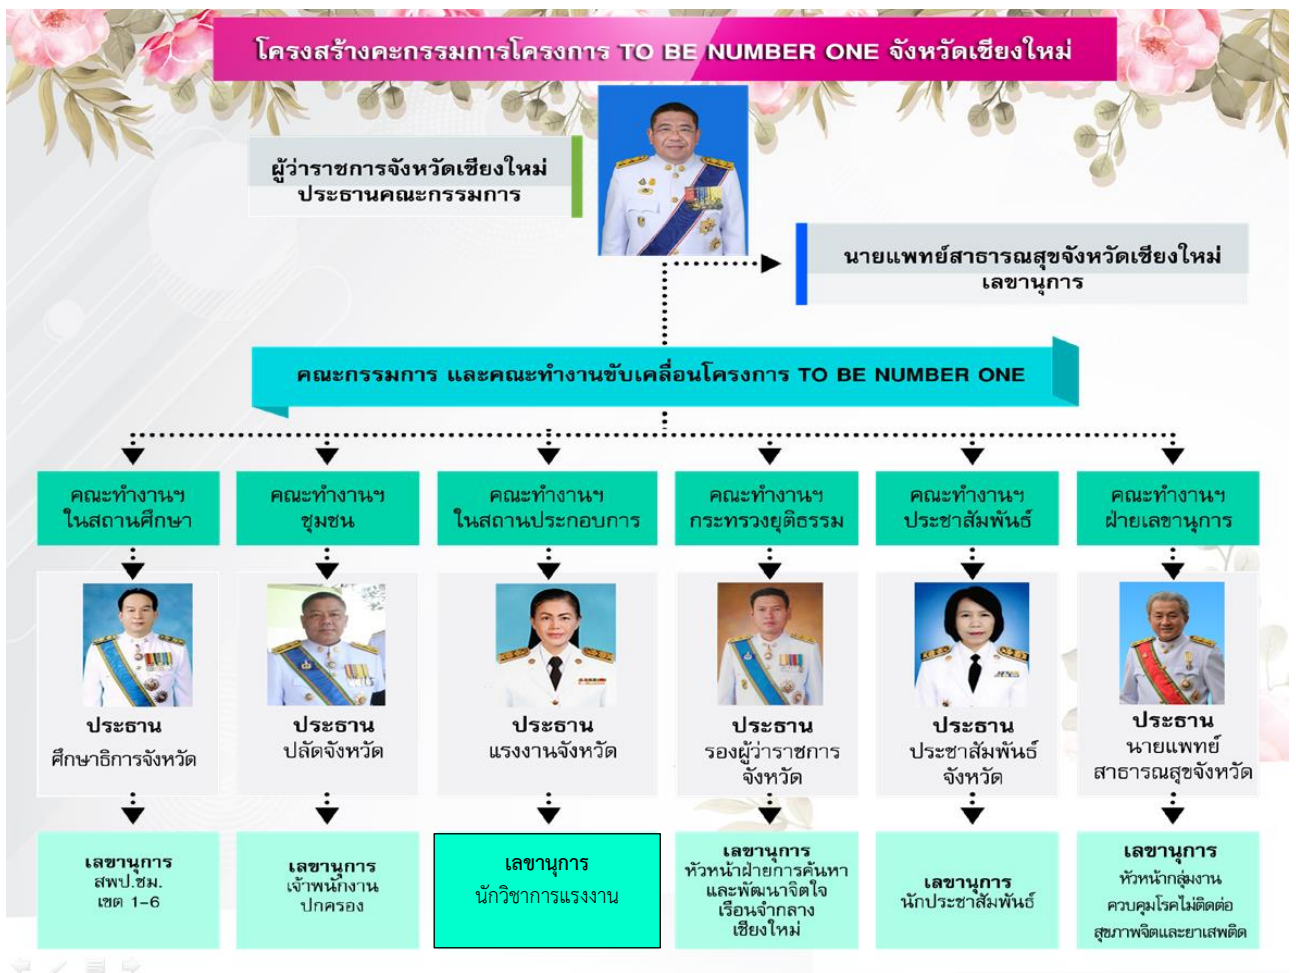 โครงสร้างคะกรรมการโครงการ TO BE NUMBER ONE จังหวัดเชียงใหม่
ผู้ว่าราชการจังหวัดเชียงใหม่
ประธานคณะกรรมการ
นายแพทย์สาธารณสุขจังหวัดเชียงใหม่
เลขานุการ
คณะกรรมการ และคณะทำงานขับเคลื่อนโครงการ TO BE NUMBER ONE
คณะทำงานฯ
ในสถานศึกษา
คณะทำงานฯ
ชุมชน
คณะทำงานฯ
ในสถานประกอบการ
คณะทำงานฯ
กระทรวงยุติธรรม
คณะทำงานฯ
ประชาสัมพันธ์
คณะทำงานฯ
ฝ่ายเลขานุการ
ประธาน
ศึกษาธิการจังหวัด
ประธาน
ปลัดจังหวัด
ประธาน
แรงงานจังหวัด
ประธาน
รองผู้ว่าราชการ
จังหวัด
ประธาน
ประชาสัมพันธ์
จังหวัด
ประธาน
นายแพทย์
สาธารณสุขจังหวัด
เลขานุการ
สพป.ชม.
เขต 1-6
เลขานุการ
เจ้าพนักงาน
ปกครอง
เลขานุการ
นักวิชาการแรงงาน
เลขานุการ
หัวหน้าฝ่ายการค้นหา
และพัฒนาจิตใจ
เรือนจำกลาง
เชียงใหม่
เลขานุการ
นักประชาสัมพันธ์
เลขานุการ
หัวหน้ากลุ่มงาน
ควบคุมโรคไม่ติดต่อ
สุขภาพจิตและยาเสพติด